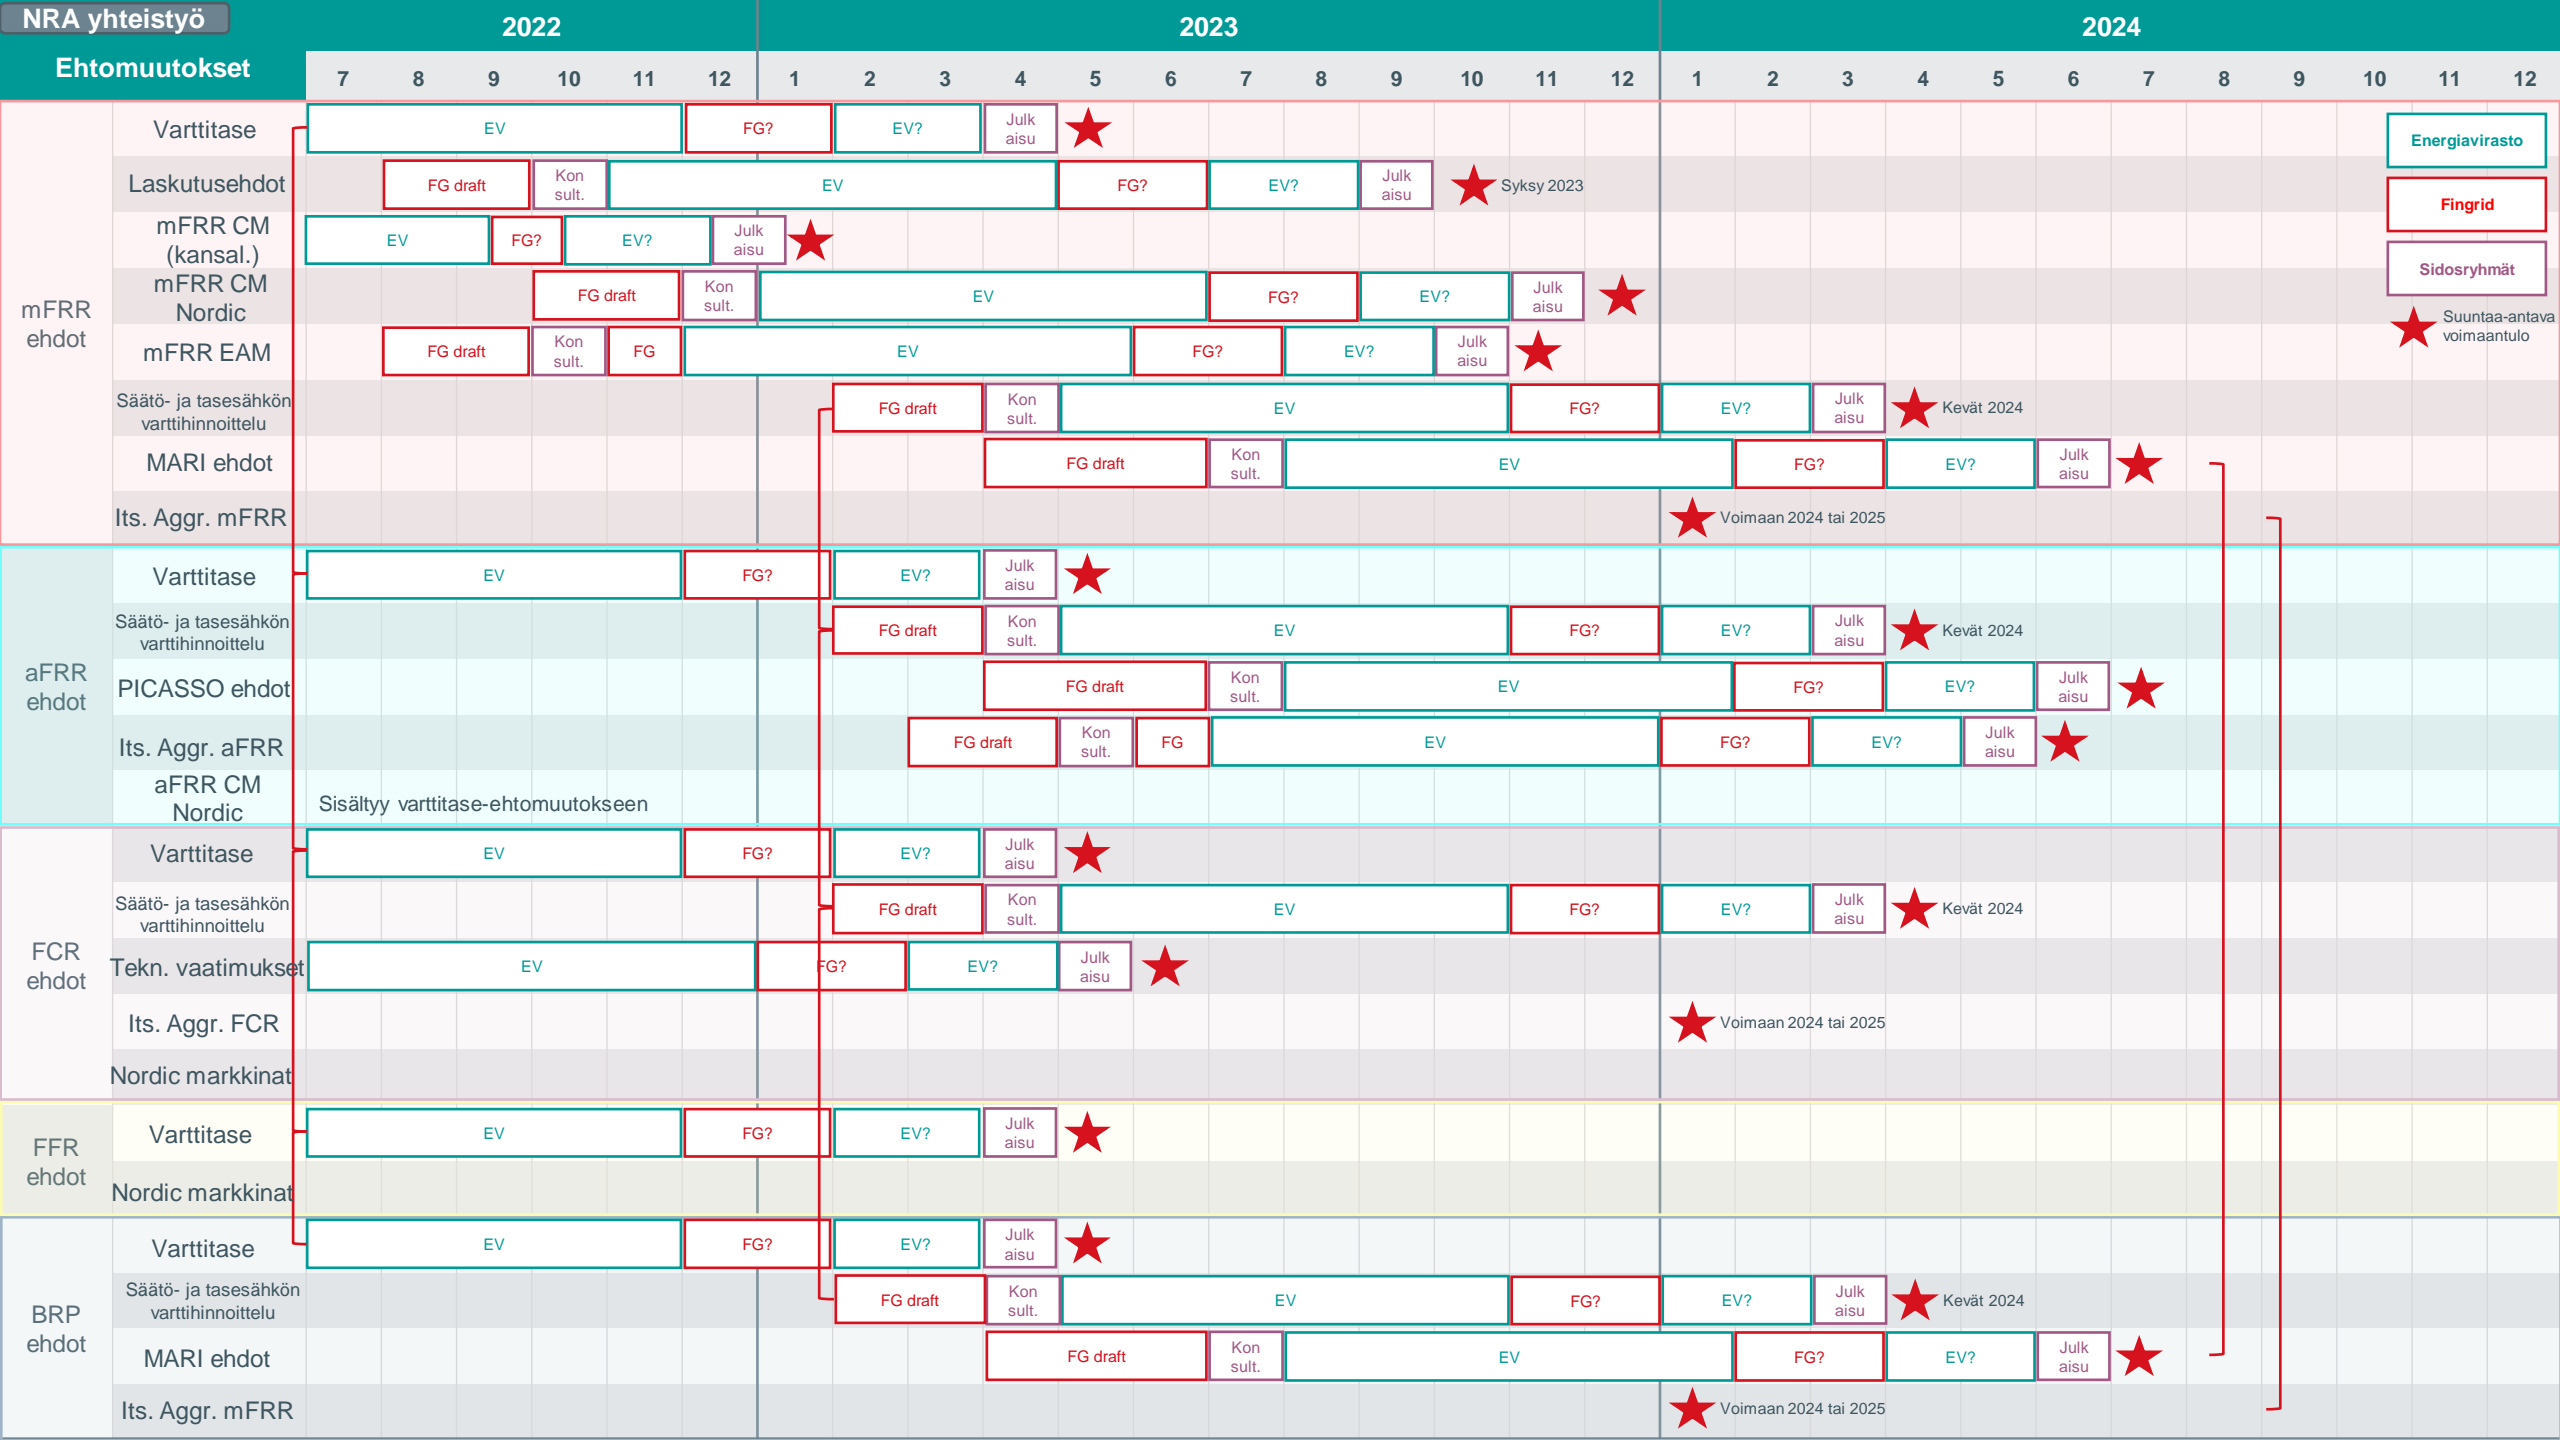 NRA yhteistyö
2022
2023
2024
Ehtomuutokset
7 8 9 10 11 12 1 2 3 4 5 6 7 8 9 10 11 12 1 2 3 4 5 6 7 8 9 10 11 12
mFRR
ehdot
Varttitase
EV
FG?
EV?
Julk
aisu
Laskutusehdot
FG draft
Kon
sult.
EV
FG?
EV?
Julk
aisu
Syksy 2023
mFRR CM
(kansal.)
EV
FG?
EV?
Julk
aisu
mFRR CM
Nordic
FG draft
Kon
sult.
EV
FG?
EV?
Julk
aisu
mFRR EAM
FG draft
Kon
sult.
FG
EV
FG?
EV?
Julk
aisu
Säätö- ja tasesähkön
varttihinnoittelu
FG draft
Kon
sult.
EV
FG?
EV?
Julk
aisu
Kevät 2024
MARI ehdot
FG draft
Kon
sult.
EV
FG?
EV?
Julk
aisu
Its. Aggr. mFRR
Voimaan 2024 tai 2025
Energiavirasto
Fingrid
Sidosryhmät
Suuntaa-antava
voimaantulo
aFRR
ehdot
Varttitase
EV
FG?
EV?
Julk
aisu
Säätö- ja tasesähkön
varttihinnoittelu
FG draft
Kon
sult.
EV
FG?
EV?
Julk
aisu
Kevät 2024
PICASSO ehdot
FG draft
Kon
sult.
EV
FG?
EV?
Julk
aisu
Its. Aggr. aFRR
FG draft
Kon
sult.
FG
EV
FG?
EV?
Julk
aisu
aFRR CM
Nordic
Sisältyy varttitase-ehtomuutokseen
FCR
ehdot
Varttitase
EV
FG?
EV?
Julk
aisu
Säätö- ja tasesähkön
varttihinnoittelu
FG draft
Kon
sult.
EV
FG?
EV?
Julk
aisu
Kevät 2024
Tekn. vaatimukset
EV
FG?
EV?
Julk
aisu
Its. Aggr. FCR
Voimaan 2024 tai 2025
Nordic markkinat
FFR
ehdot
Varttitase
EV
FG?
EV?
Julk
aisu
Nordic markkinat
BRP
ehdot
Varttitase
EV
FG?
EV?
Julk
aisu
Säätö- ja tasesähkön
varttihinnoittelu
FG draft
Kon
sult.
EV
FG?
EV?
Julk
aisu
Kevät 2024
MARI ehdot
FG draft
Kon
sult.
EV
FG?
EV?
Julk
aisu
Its. Aggr. mFRR
Voimaan 2024 tai 2025